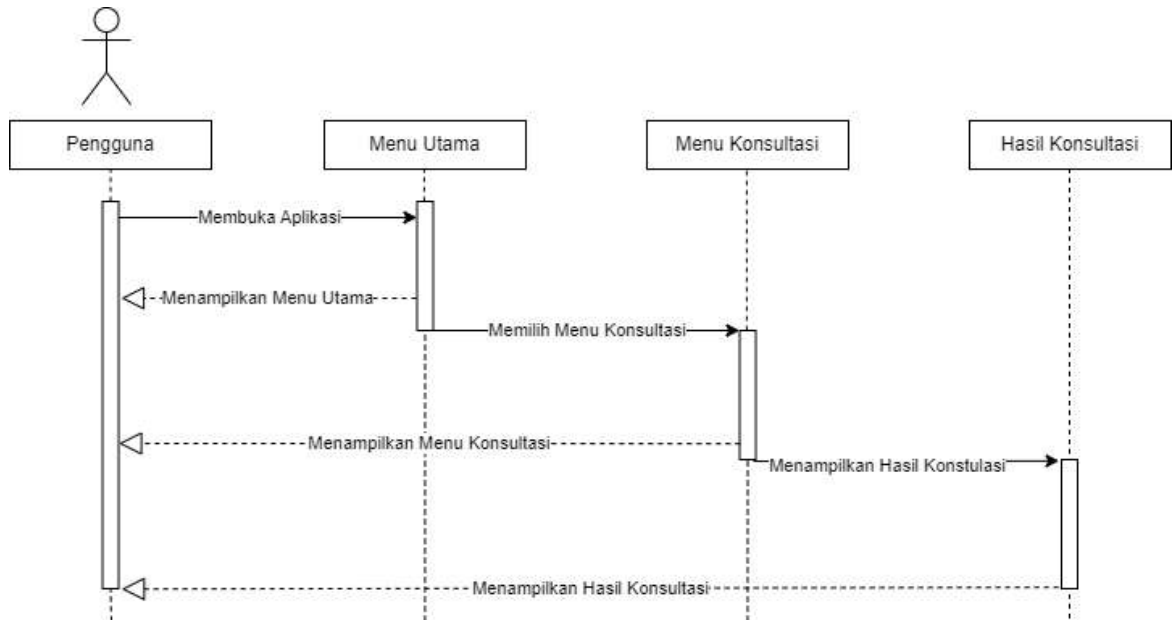 Pengguna
Menu Utama
Menu Konsultasi
Hasil Konsultasi
Membuka Aplikasi
Menampilkan Menu Utama
Memilih Menu Konsultasi
Menampilkan Menu Konsultasi
Menampilkan Hasil Konstulasi
Menampilkan Hasil Konsultasi